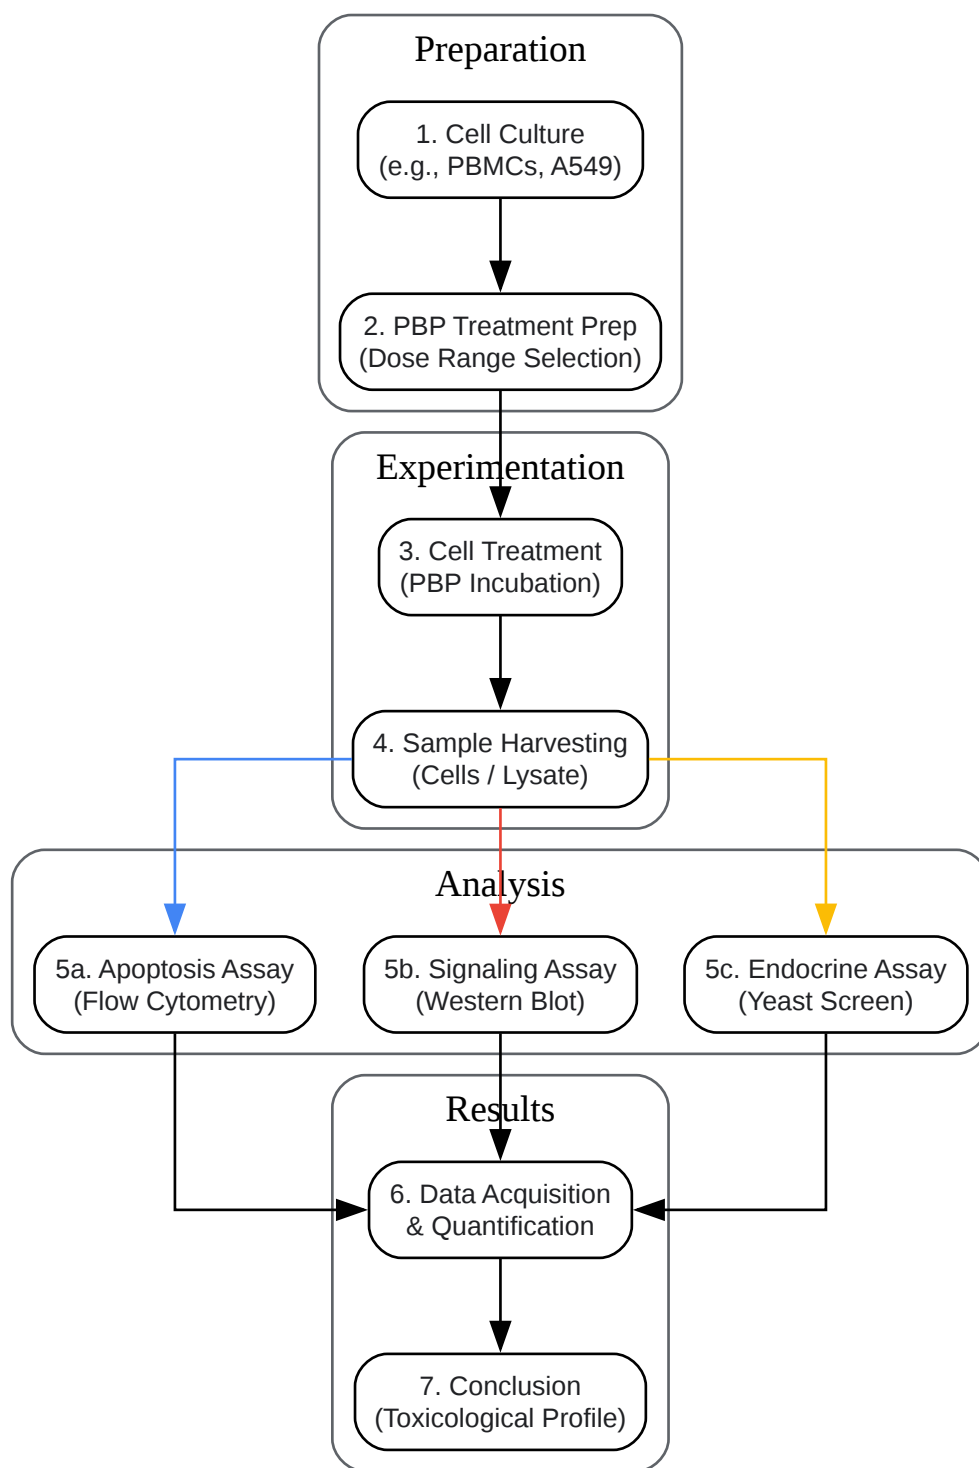 Preparation
1. Cell Culture
(e.g., PBMCs, A549)
2. PBP Treatment Prep
(Dose Range Selection)
Experimentation
3. Cell Treatment
(PBP Incubation)
4. Sample Harvesting
(Cells / Lysate)
Analysis
5a. Apoptosis Assay
(Flow Cytometry)
5b. Signaling Assay
(Western Blot)
5c. Endocrine Assay
(Yeast Screen)
Results
6. Data Acquisition
& Quantification
7. Conclusion
(Toxicological Profile)